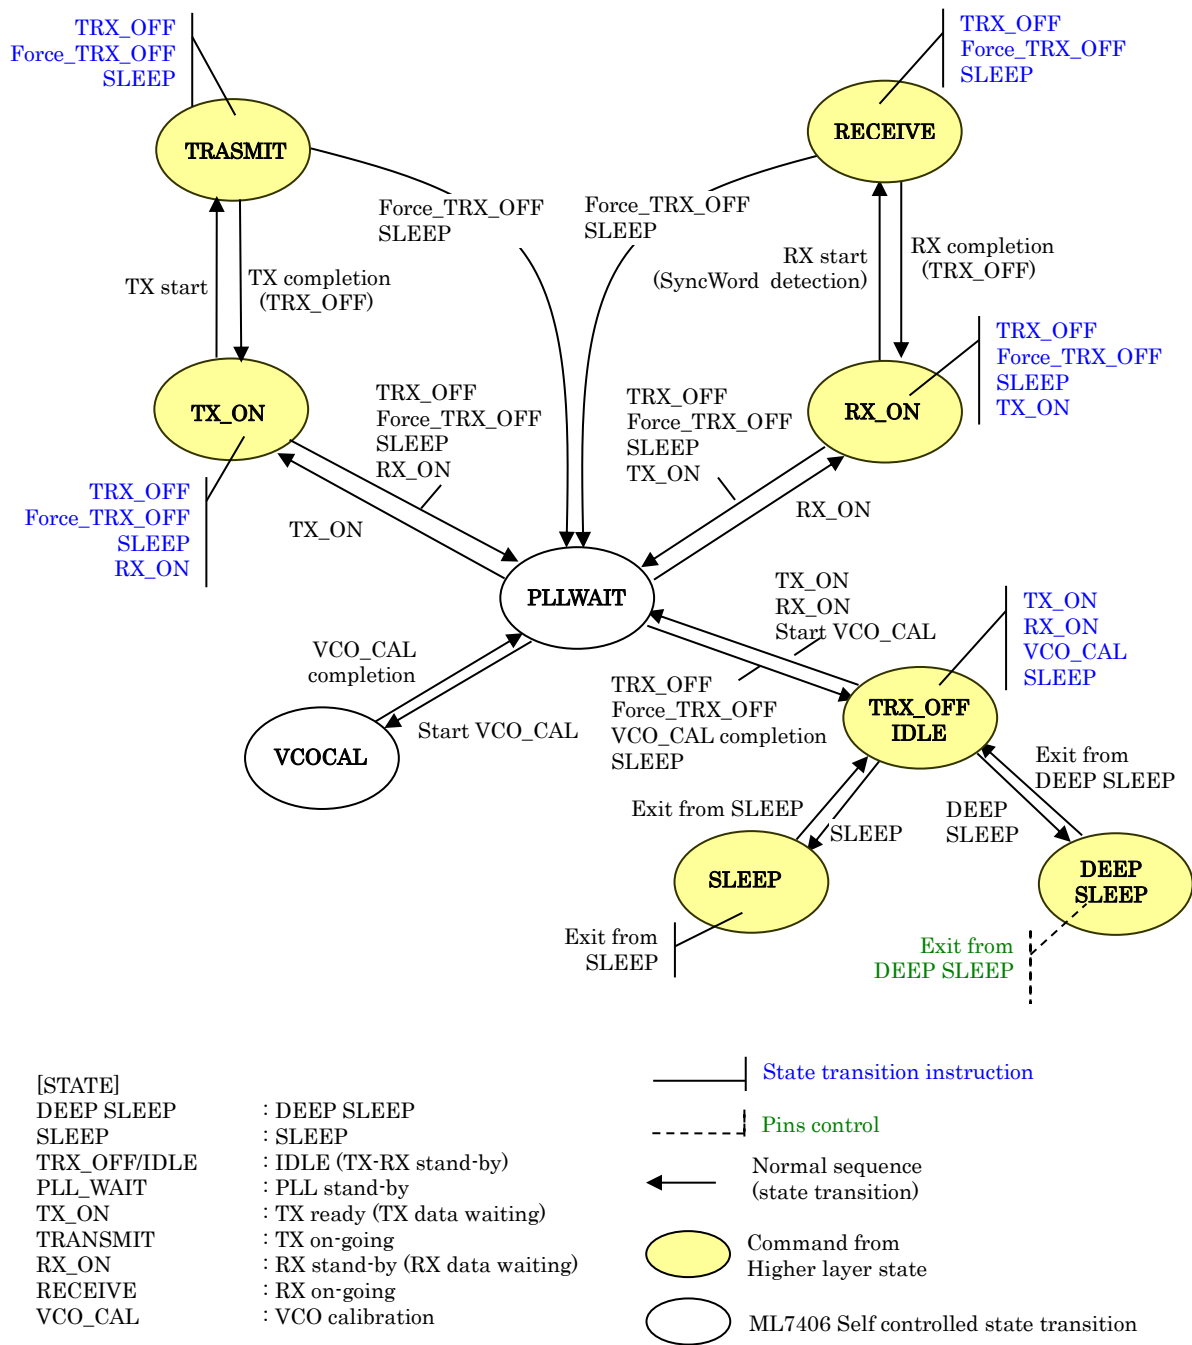 TRX_OFF
Force_TRX_OFF
SLEEP
TRASMIT
TRX_OFF
Force_TRX_OFF
SLEEP
RECEIVE
Force_TRX_OFF
SLEEP
Force_TRX_OFF
SLEEP
TX start
TX completion
(TRX_OFF)
RX start
(SyncWord detection)
RX completion
(TRX_OFF)
TX_ON
TRX_OFF
Force_TRX_OFF
SLEEP
RX_ON
TRX_OFF
Force_TRX_OFF
SLEEP
TX_ON
RX_ON
TRX_OFF
Force_TRX_OFF
SLEEP
TX_ON
TRX_OFF
Force_TRX_OFF
SLEEP
RX_ON
TX_ON
RX_ON
PLLWAIT
TX_ON
RX_ON
Start VCO_CAL
TX_ON
RX_ON
VCO_CAL
SLEEP
VCO_CAL
completion
Start VCO_CAL
VCOCAL
TRX_OFF
Force_TRX_OFF
VCO_CAL completion
SLEEP
TRX_OFF
IDLE
Exit from SLEEP
SLEEP
DEEP
SLEEP
Exit from
DEEP SLEEP
SLEEP
DEEP
SLEEP
Exit from
SLEEP
Exit from
DEEP SLEEP
[STATE]
DEEP SLEEP : DEEP SLEEP
SLEEP : SLEEP
TRX_OFF/IDLE : IDLE (TX-RX stand-by)
PLL_WAIT : PLL stand-by
TX_ON : TX ready (TX data waiting)
TRANSMIT : TX on-going
RX_ON : RX stand-by (RX data waiting)
RECEIVE : RX on-going
VCO_CAL : VCO calibration
State transition instruction
Pins control
Normal sequence
(state transition)
Command from
Higher layer state
ML7406 Self controlled state transition